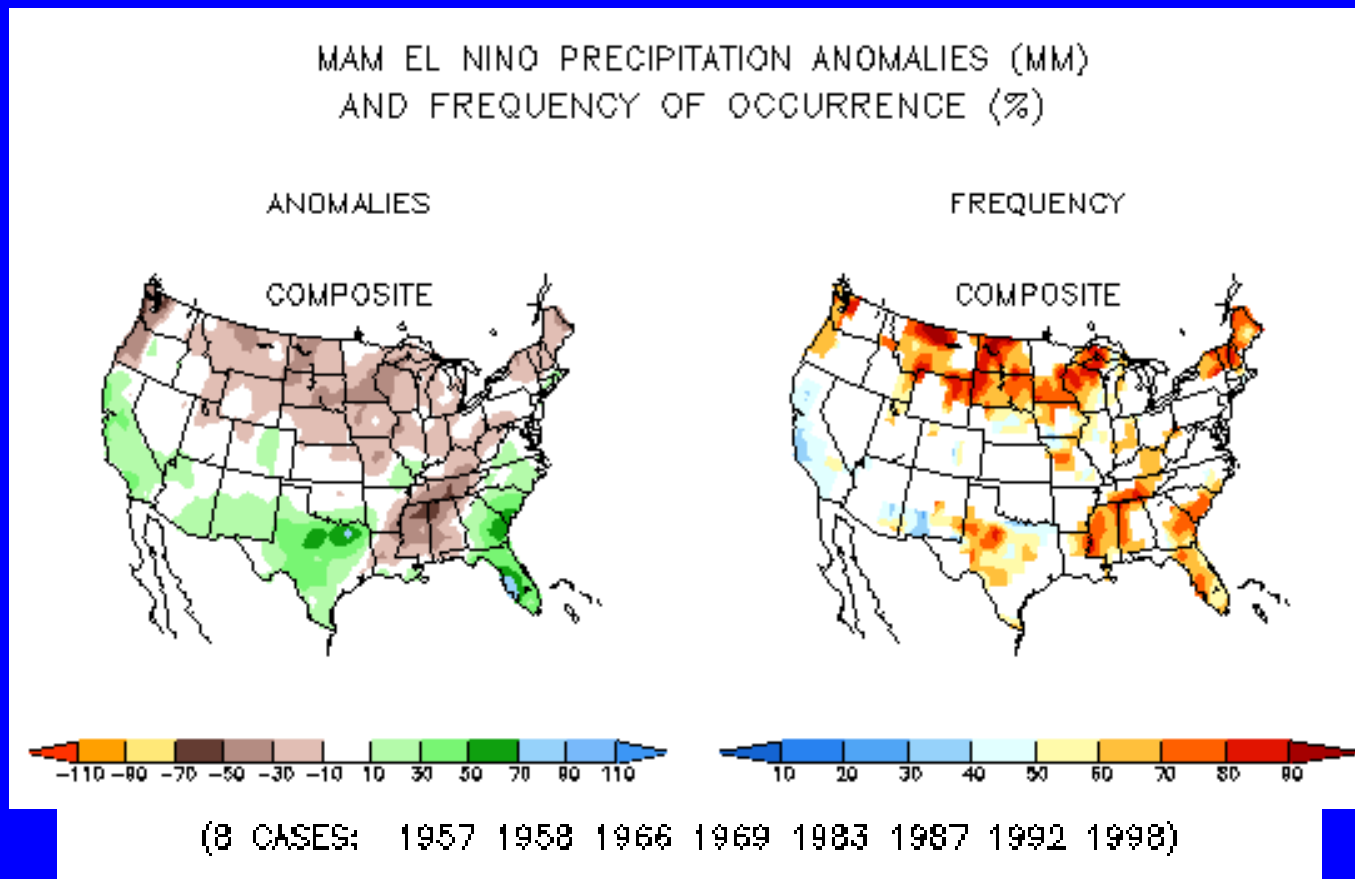 MAM EL NINO PRECIPITATION ANOMALIES (MM)
AND FREQUENCY OF OCCURRENCE (%)
ANOMALIES
FREQUENCY
COMPOSITE
COMPOSITE
-110 -90 -70 -50 -30 -10 10 30 50 70 90 110
10 20 30 40 50 60 70 80 90
(8 CASES: 1957 1958 1966 1969 1983 1987 1992 1998)